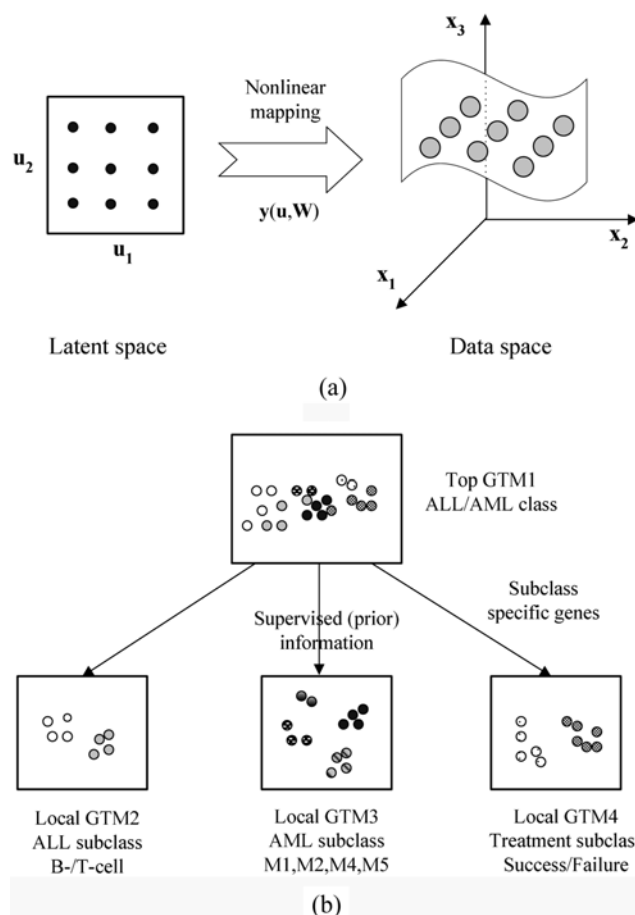 x3
Nonlinear
mapping
u2
y(u,W)
x2
u1
x1
Latent space
Data space
(a)
Top GTM1
ALL/AML class
Subclass
specific genes
Supervised (prior)
information
Local GTM2
ALL subclass
B-/T-cell
Local GTM3
AML subclass
M1,M2,M4,M5
Local GTM4
Treatment subclas
Success/Failure
(b)